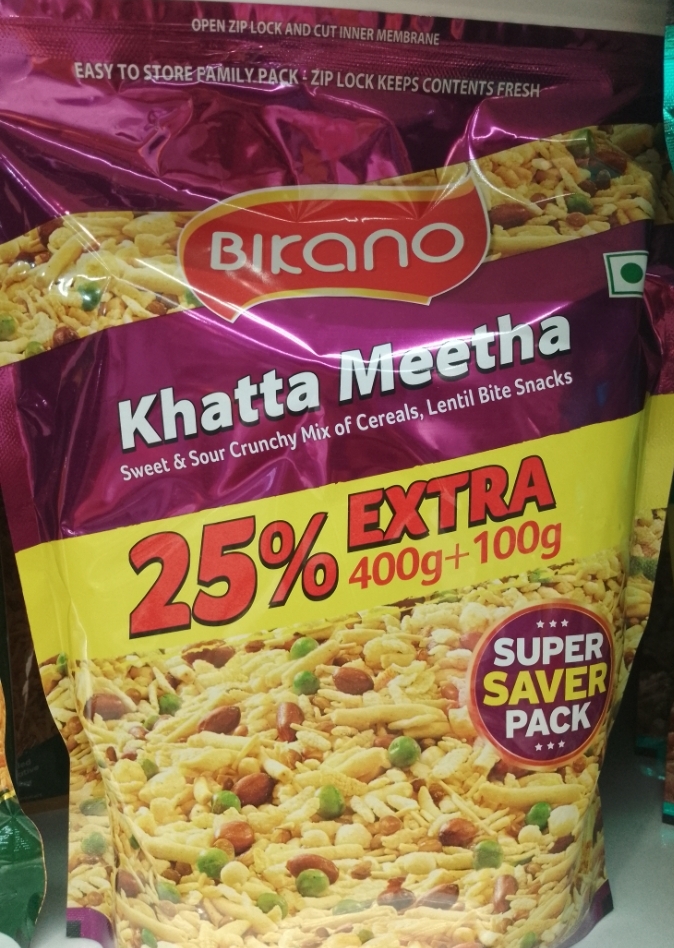 OPEN ZIP LOCK AND CUT INNER MEMBRANE
EASY TO STORE FAMILY PACK - ZIP LOCK KEEPS CONTENTS FRESH
BIKANO
Khatta Meetha
Sweet & Sour Crunchy Mix of Cereals, Lentil Bite Snacks
25% EXTRA
400g+100g
SUPER
SAVER
PACK